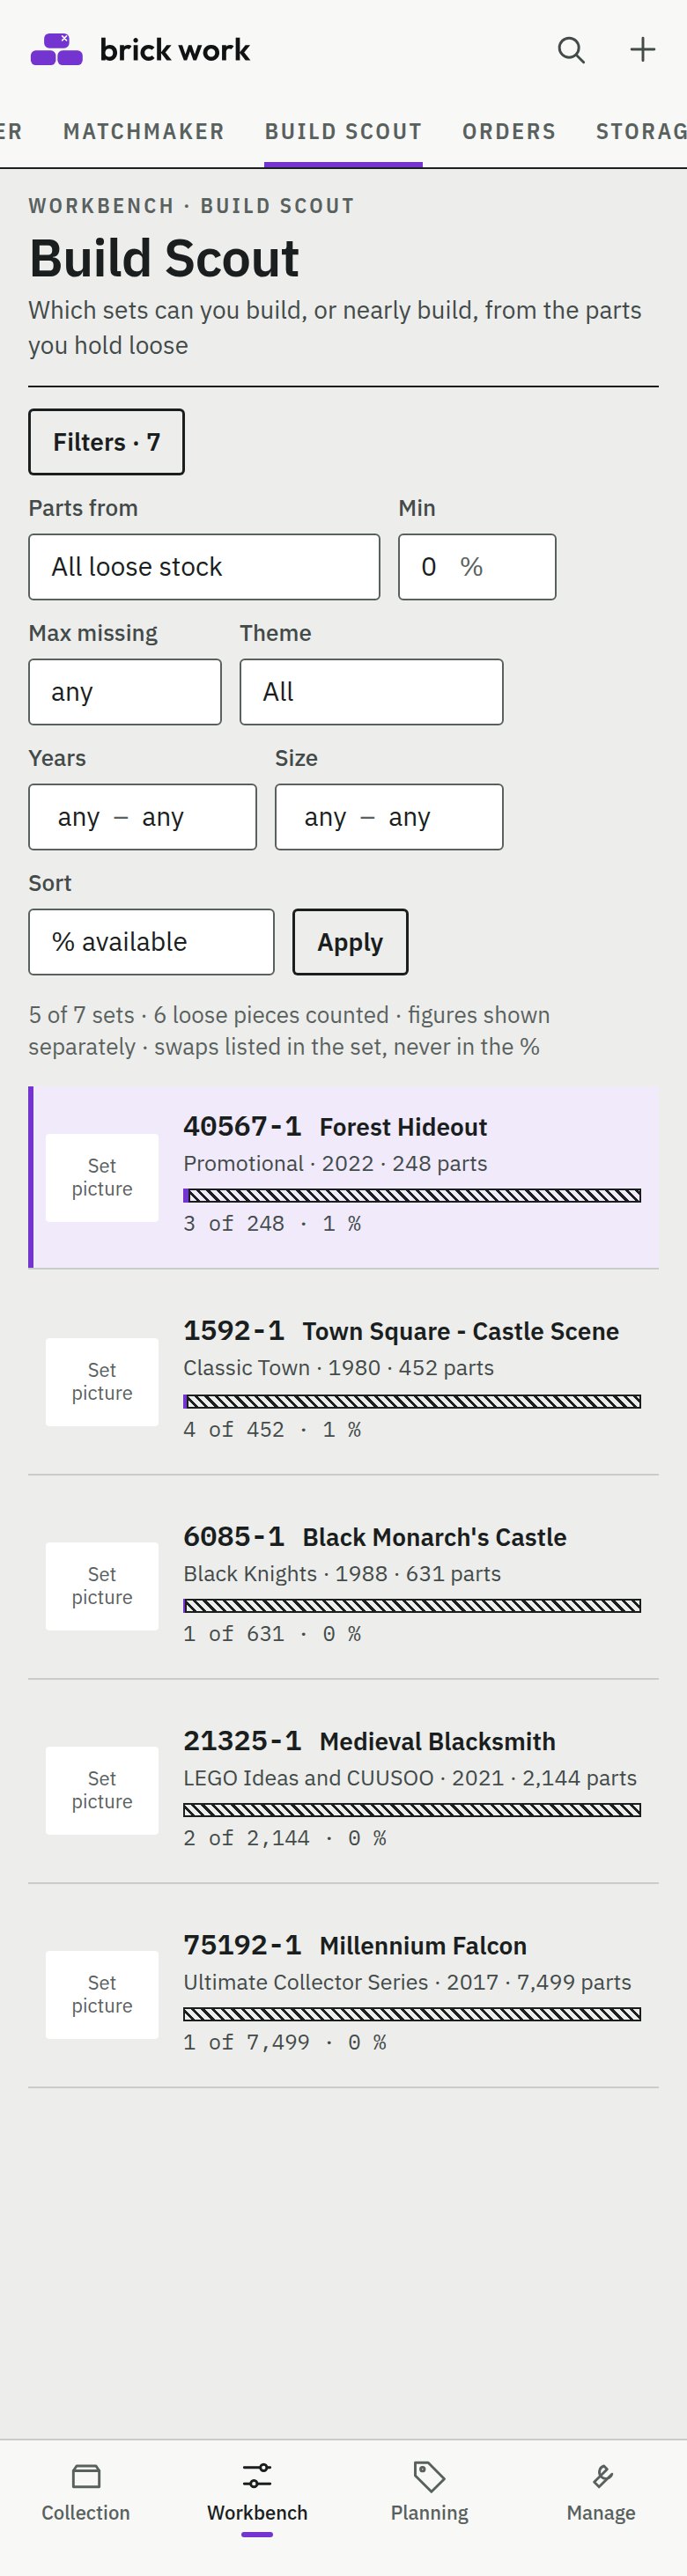 brick work
ER MATCHMAKER BUILD SCOUT ORDERS STORAG
WORKBENCH · BUILD SCOUT
Build Scout
Which sets can you build, or nearly build, from the parts
you hold loose
Filters · 7
Parts from Min
All loose stock 0 %
Max missing Theme
any All
Years Size
any – any any – any
Sort
% available Apply
5 of 7 sets · 6 loose pieces counted · figures shown
separately · swaps listed in the set, never in the %
Set
picture
40567-1 Forest Hideout
Promotional · 2022 · 248 parts
3 of 248 · 1 %
Set
picture
1592-1 Town Square - Castle Scene
Classic Town · 1980 · 452 parts
4 of 452 · 1 %
Set
picture
6085-1 Black Monarch's Castle
Black Knights · 1988 · 631 parts
1 of 631 · 0 %
Set
picture
21325-1 Medieval Blacksmith
LEGO Ideas and CUUSOO · 2021 · 2,144 parts
2 of 2,144 · 0 %
Set
picture
75192-1 Millennium Falcon
Ultimate Collector Series · 2017 · 7,499 parts
1 of 7,499 · 0 %
Collection Workbench Planning Manage